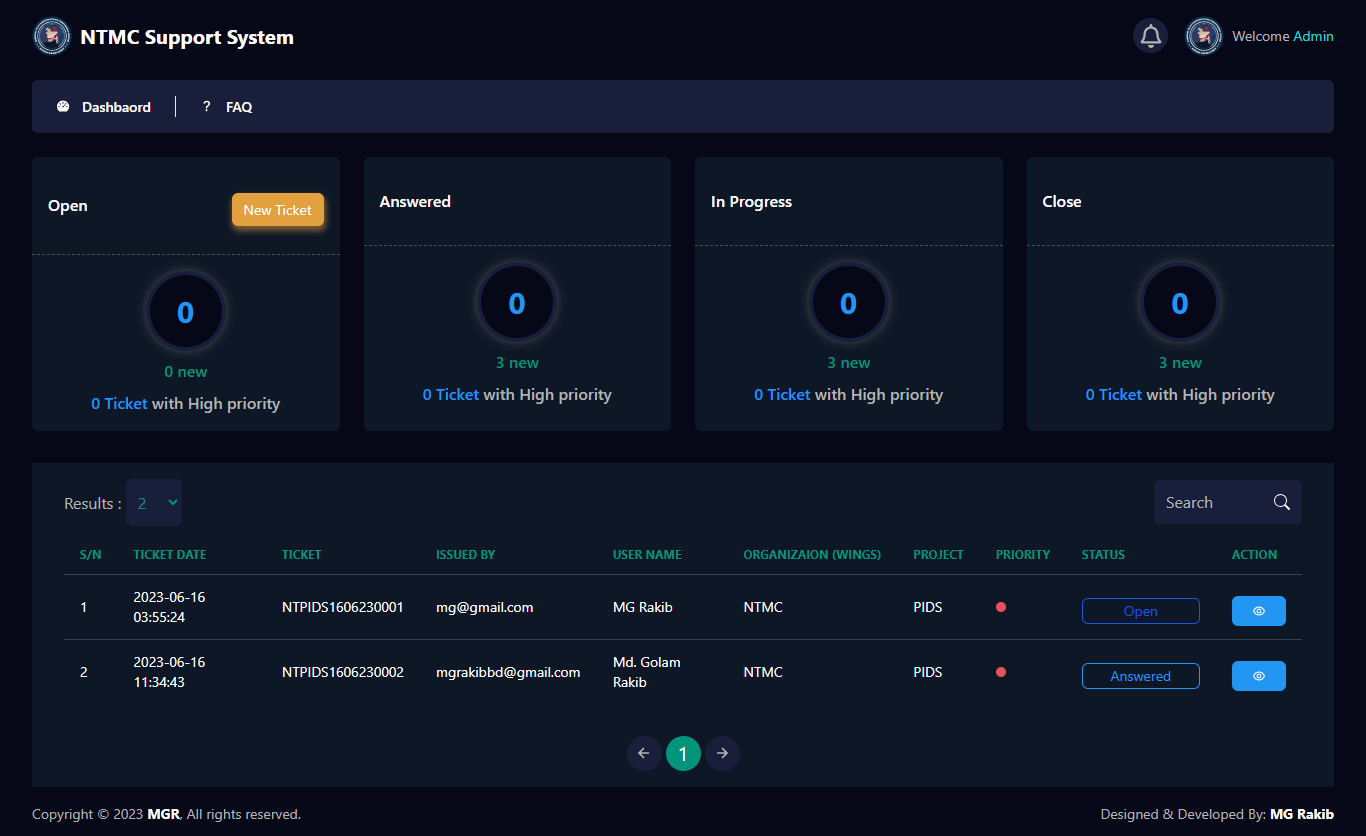 NTMC Support System
Welcome Admin
Dashbaord
? FAQ
Open
New Ticket
0
0 new
0 Ticket with High priority
Answered
0
3 new
0 Ticket with High priority
In Progress
0
3 new
0 Ticket with High priority
Close
0
3 new
0 Ticket with High priority
Results : 2
Search
S/N TICKET DATE TICKET ISSUED BY USER NAME ORGANIZAION (WINGS) PROJECT PRIORITY STATUS ACTION
1 2023-06-16 03:55:24 NTPIDS1606230001 mg@gmail.com MG Rakib NTMC PIDS Open
2 2023-06-16 11:34:43 NTPIDS1606230002 mgrakibbd@gmail.com Md. Golam Rakib NTMC PIDS Answered
1
Copyright © 2023 MGR, All rights reserved.
Designed & Developed By: MG Rakib